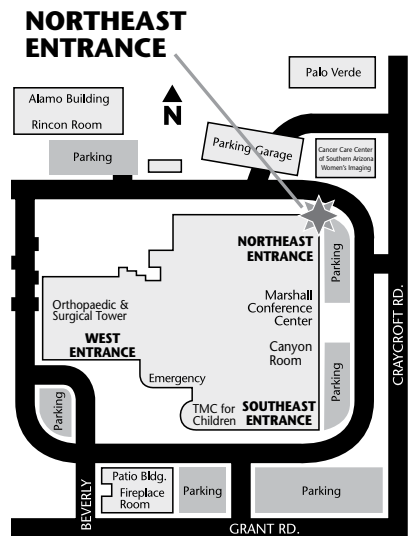 NORTHEAST
ENTRANCE
Palo Verde
Alamo Building
Rincon Room
N
Parking
Parking Garage
Cancer Care Center
of Southern Arizona
Women's Imaging
NORTHEAST
ENTRANCE
Parking
Marshall
Conference
Center
Orthopaedic &
Surgical Tower
WEST
ENTRANCE
Canyon
Room
CRAYCROFT RD.
Emergency
Parking
Parking
TMC for
Children
SOUTHEAST
ENTRANCE
Patio Bldg.
Fireplace
Room
Parking
Parking
BEVERLY
GRANT RD.